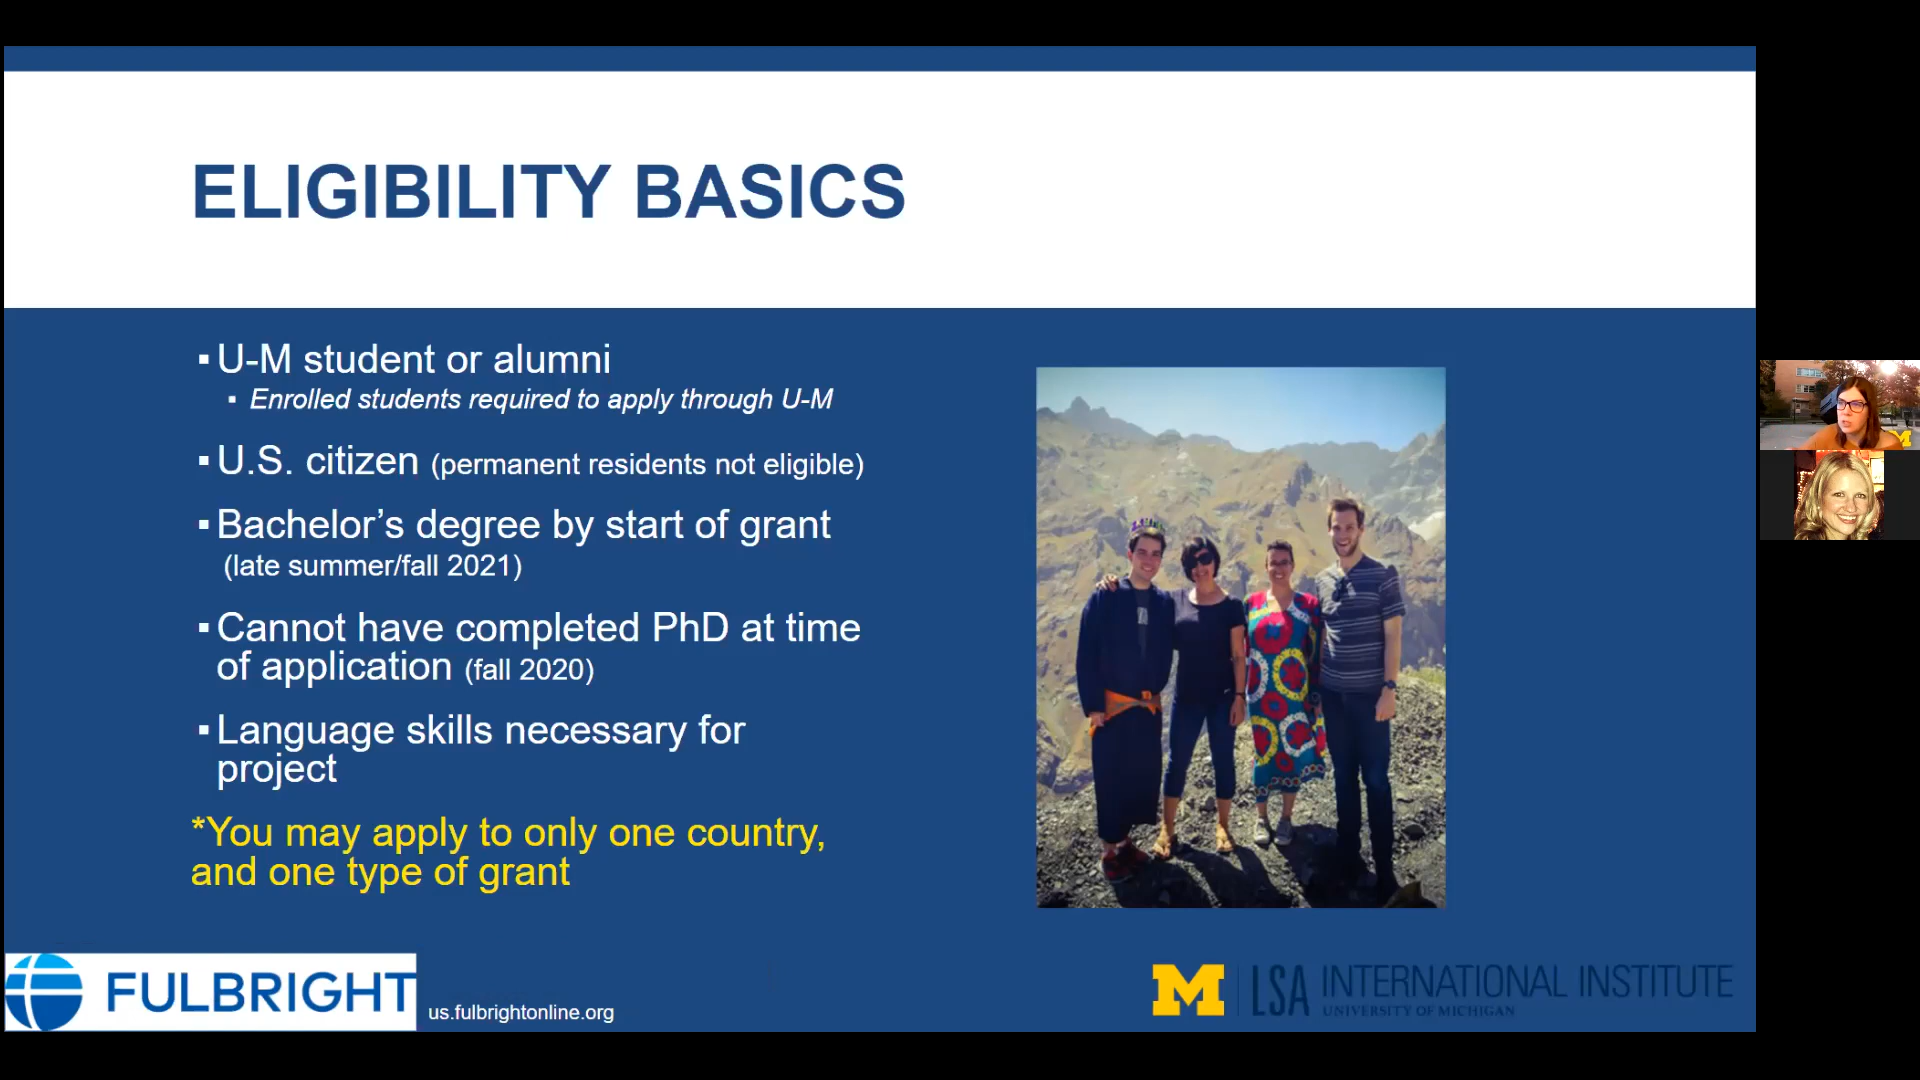 ELIGIBILITY BASICS
▪ U-M student or alumni
▪ Enrolled students required to apply through U-M
▪ U.S. citizen (permanent residents not eligible)
▪ Bachelor’s degree by start of grant
(late summer/fall 2021)
▪ Cannot have completed PhD at time
of application (fall 2020)
▪ Language skills necessary for
project
*You may apply to only one country,
and one type of grant
FULBRIGHT
us.fulbrightonline.org
M LSA INTERNATIONAL INSTITUTE
UNIVERSITY OF MICHIGAN
M